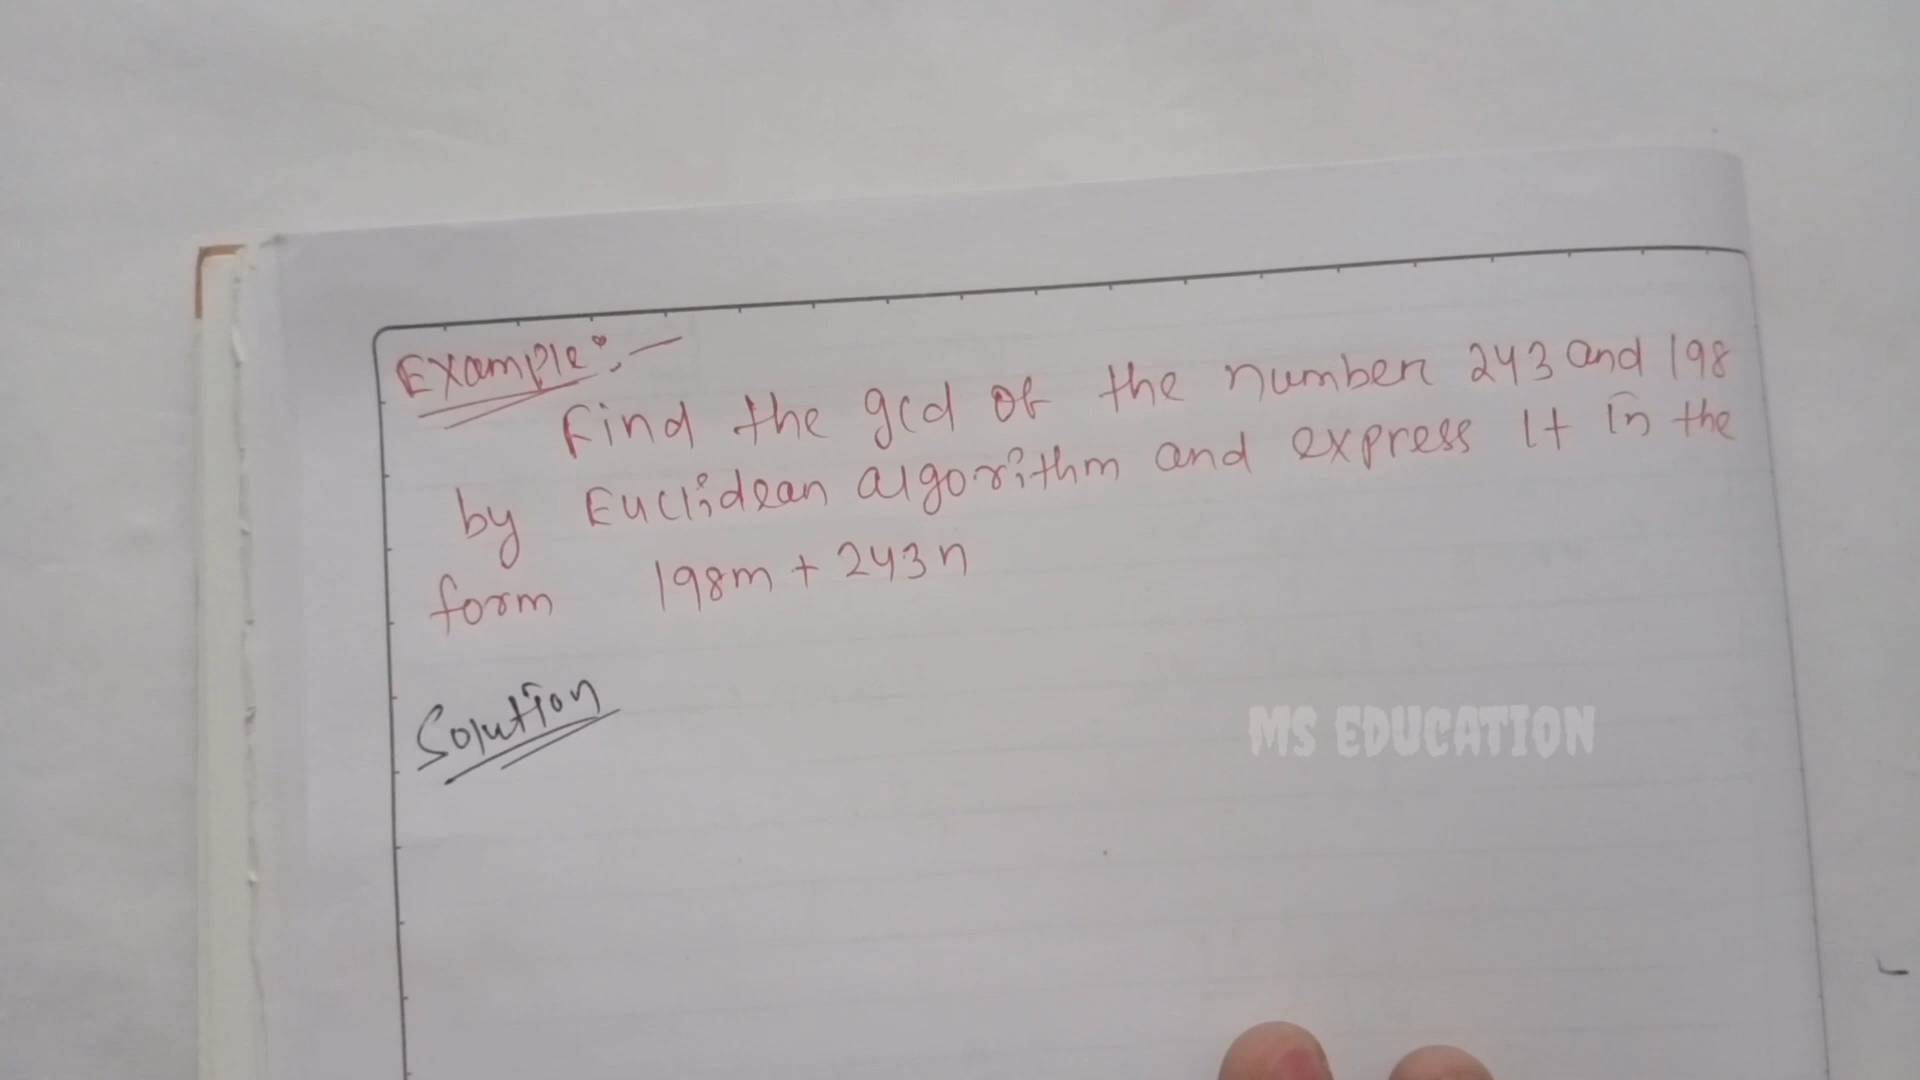 Example:-
Find the gcd of the number 243 and 198
by Euclidean algorithm and express it in the
form 198m + 243n
Solution
MS EDUCATION